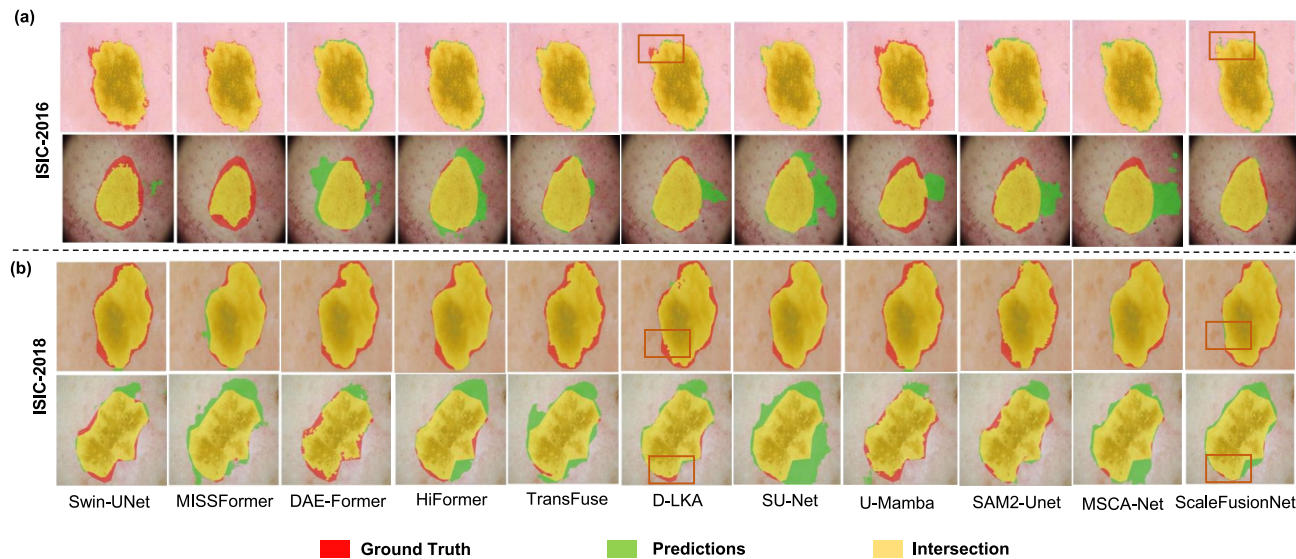 (a)
ISIC-2016
(b)
ISIC-2018
Swin-UNet MISSFormer DAE-Former HiFormer TransFuse D-LKA SU-Net U-Mamba SAM2-Unet MSCA-Net ScaleFusionNet
Ground Truth Predictions Intersection